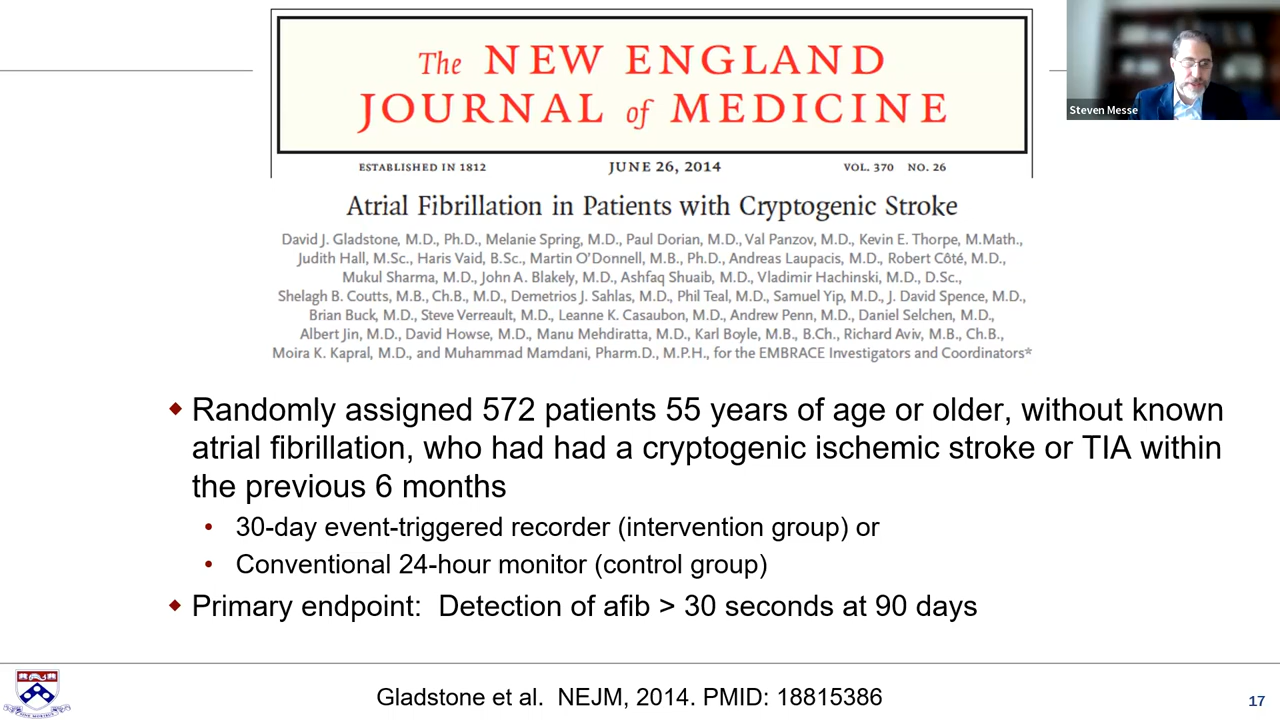 The NEW ENGLAND
JOURNAL of MEDICINE
ESTABLISHED IN 1812 JUNE 26, 2014 VOL. 370 NO. 26
Steven Messe
Atrial Fibrillation in Patients with Cryptogenic Stroke
David J. Gladstone, M.D., Ph.D., Melanie Spring, M.D., Paul Dorian, M.D., Val Panzov, M.D., Kevin E. Thorpe, M.Math.,
Judith Hall, M.Sc., Haris Vaid, B.Sc., Martin O'Donnell, M.B., Ph.D., Andreas Laupacis, M.D., Robert Côté, M.D.,
Mukul Sharma, M.D., John A. Blakely, M.D., Ashfaq Shuaib, M.D., Vladimir Hachinski, M.D., D.Sc.,
Shelagh B. Coutts, M.B., Ch.B., M.D., Demetrios J. Sahlas, M.D., Phil Teal, M.D., Samuel Yip, M.D., J. David Spence, M.D.,
Brian Buck, M.D., Steve Verreault, M.D., Leanne K. Casaubon, M.D., Andrew Penn, M.D., Daniel Selchen, M.D.,
Albert Jin, M.D., David Howse, M.D., Manu Mehdiratta, M.D., Karl Boyle, M.B., B.Ch., Richard Aviv, M.B., Ch.B.,
Moira K. Kapral, M.D., and Muhammad Mamdani, Pharm.D., M.P.H., for the EMBRACE Investigators and Coordinators*
◆ Randomly assigned 572 patients 55 years of age or older, without known
atrial fibrillation, who had had a cryptogenic ischemic stroke or TIA within
the previous 6 months
• 30-day event-triggered recorder (intervention group) or
• Conventional 24-hour monitor (control group)
◆ Primary endpoint: Detection of afib > 30 seconds at 90 days
Gladstone et al. NEJM, 2014. PMID: 18815386
17